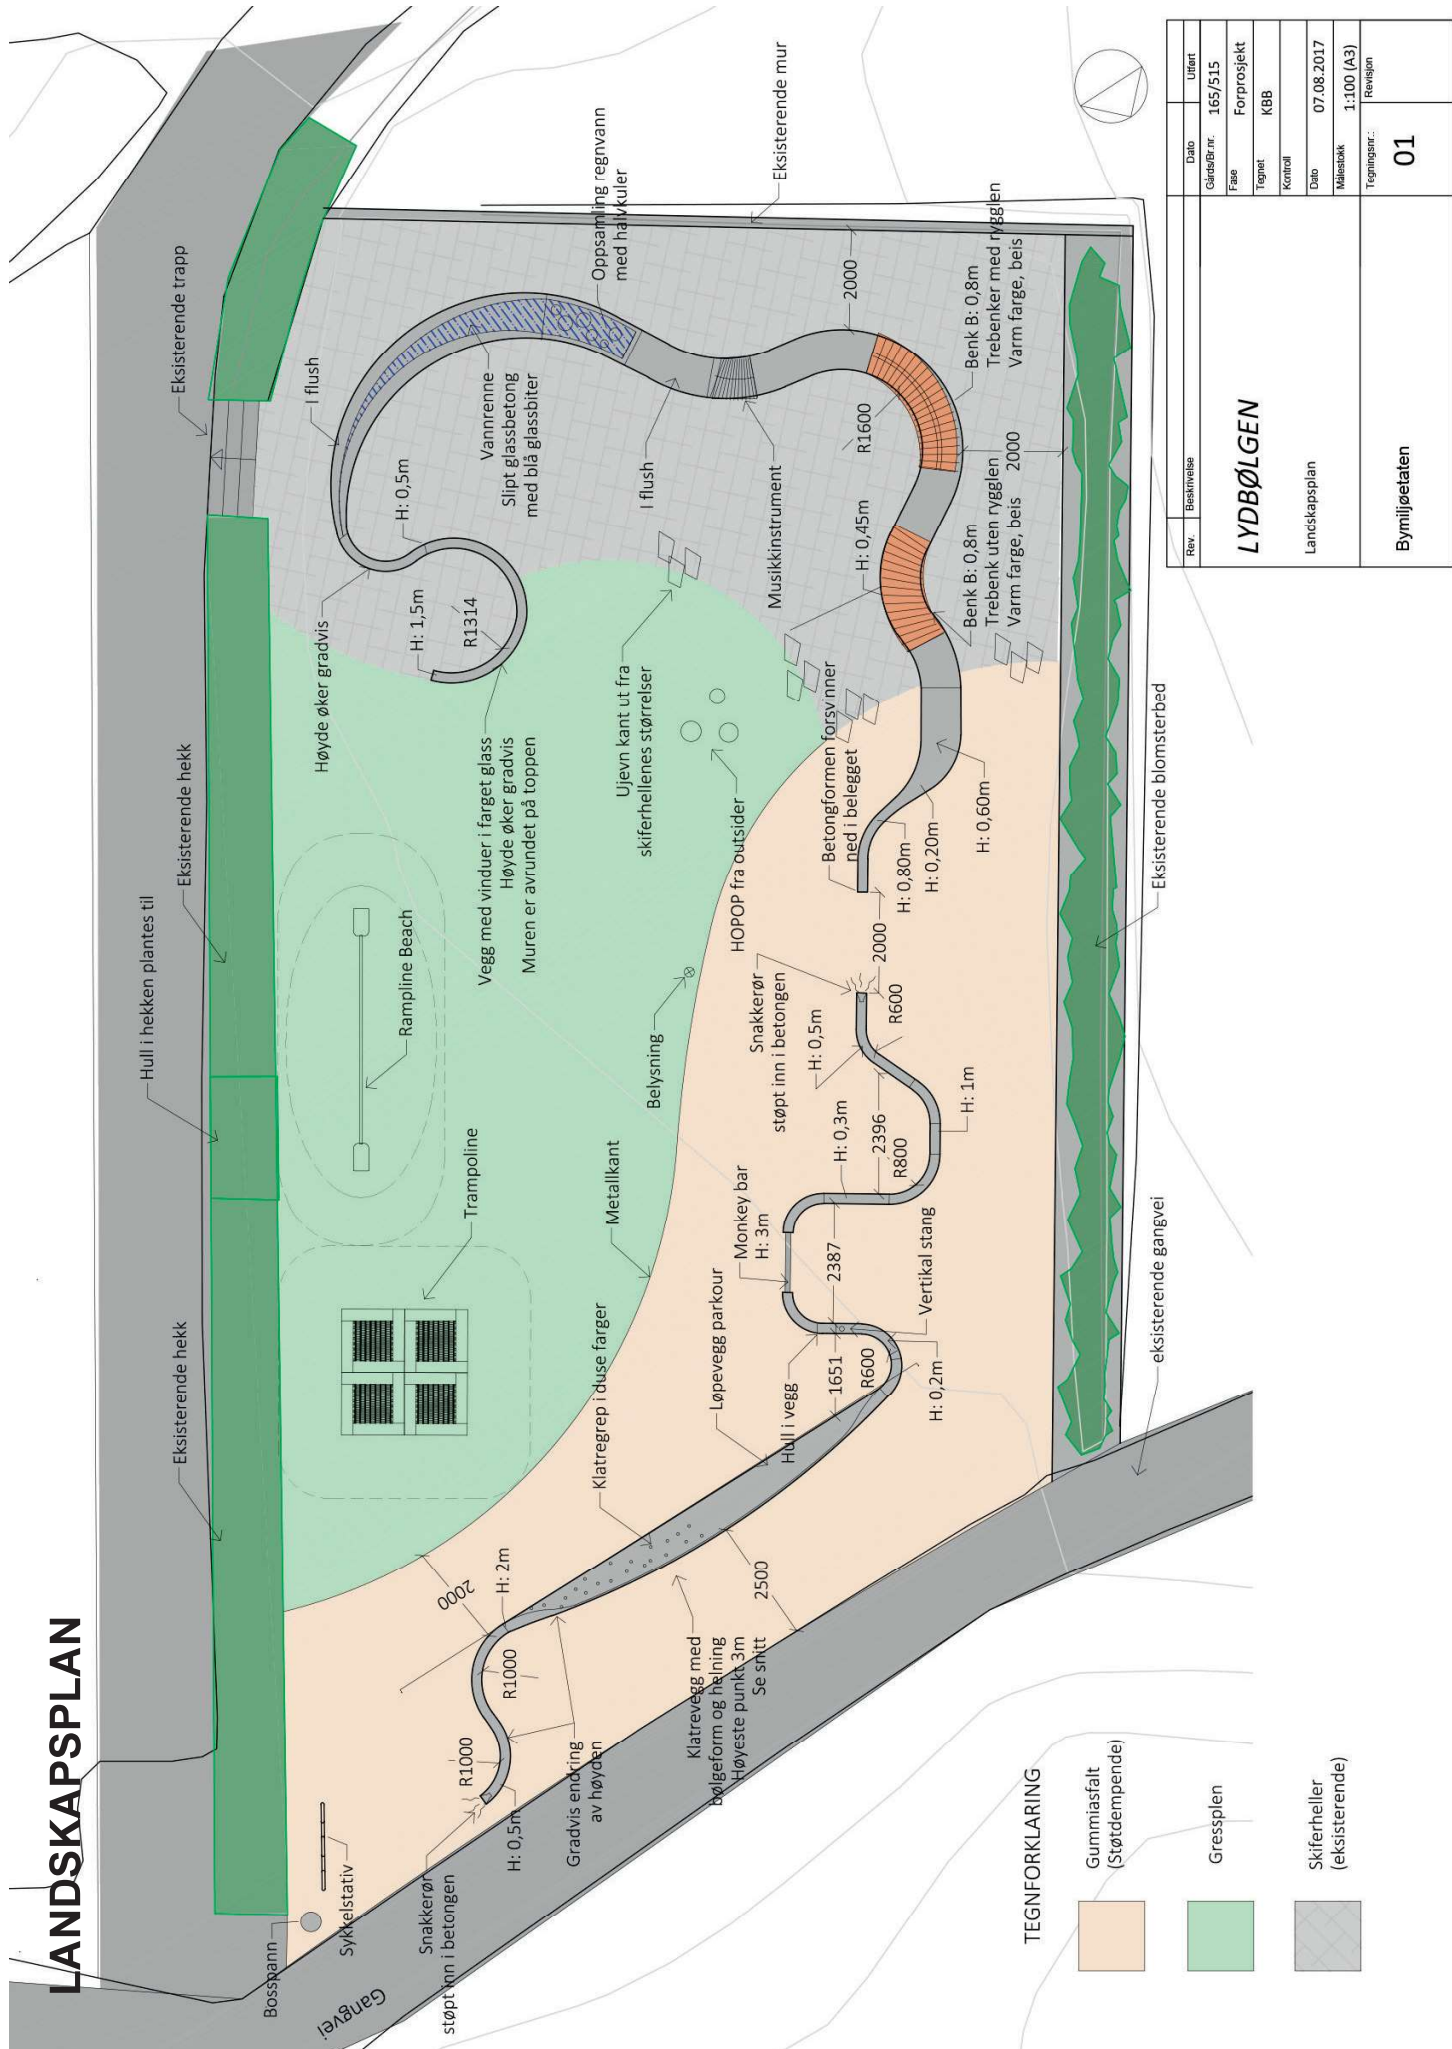 LANDSKAPSPLAN
Eksisterende hekk
Hull i hekken plantes til
Eksisterende hekk
Eksisterende trapp
Bosspann
Sykkelstativ
Gangvei
Snakkerør
støpt inn i betongen
R1000
R1000
H: 0,5m
Gradvis endring
av høyden
2000
H: 2m
Klatregrep i duse farger
Klatrevegg med
bølgeform og helning
Høyeste punkt 3m
Se snitt
2500
Trampoline
Rampline Beach
Metallkant
Belysning
Løpevegg parkour
Hull i vegg
1651
R600
H: 0,2m
Vertikal stang
Monkey bar
H: 3m
2387
H: 0,3m
2396
R800
H: 1m
Snakkerør
støpt inn i betongen
H: 0,5m
R600
2000
Høyde øker gradvis
H: 1,5m
R1314
H: 0,5m
I flush
Vegg med vinduer i farget glass
Høyde øker gradvis
Muren er avrundet på toppen
Vannrenne
Slipt glassbetong
med blå glassbiter
Oppsamling regnvann
med halvkuler
Eksisterende mur
Ujevn kant ut fra
skiferhellenes størrelser
HOPOP fra outsider
I flush
Musikkinstrument
Betongformen forsvinner
ned i belegget
H: 0,80m
H: 0,20m
H: 0,60m
H: 0,45m
R1600
2000
Benk B: 0,8m
Trebenker med rygglen
Varm farge, beis
2000
Benk B: 0,8m
Trebenk uten rygglen
Varm farge, beis
Eksisterende blomsterbed
eksisterende gangvei
TEGNFORKLARING
Gummiasfalt
(Støtdempende)
Gressplen
Skiferheller
(eksisterende)
Rev.
Beskrivelse
Dato
Utført
LYDBØLGEN
Landskapsplan
Bymiljøetaten
Gårds/Br.nr.
165/515
Fase
Forprosjekt
Tegnet
KBB
Kontroll
Dato
07.08.2017
Målestokk
1:100 (A3)
Tegningsnr.:
Revisjon
01